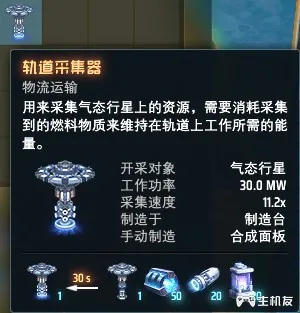 轨道采集器
物流运输
用来采集气态行星上的资源，需要消耗采集
到的燃料物质来维持在轨道上工作所需的能
量。
开采对象 气态行星
工作功率 30.0 MW
采集速度 11.2x
制造于 制造台
手动制造 合成面板
30 s
1 1 50 20
主机友